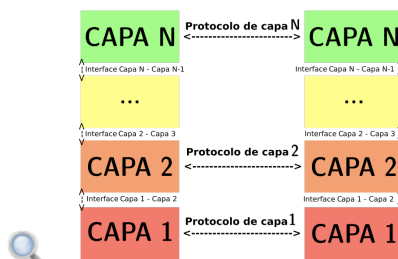 Protocolo de capa N
CAPA N
CAPA N
Interface Capa N - Capa N-1
Interface Capa N - Capa N-1
...
...
Interface Capa 2 - Capa 3
Interface Capa 2 - Capa 3
Protocolo de capa 2
CAPA 2
CAPA 2
Interface Capa 1 - Capa 2
Interface Capa 1 - Capa 2
Protocolo de capa 1
CAPA 1
CAPA 1